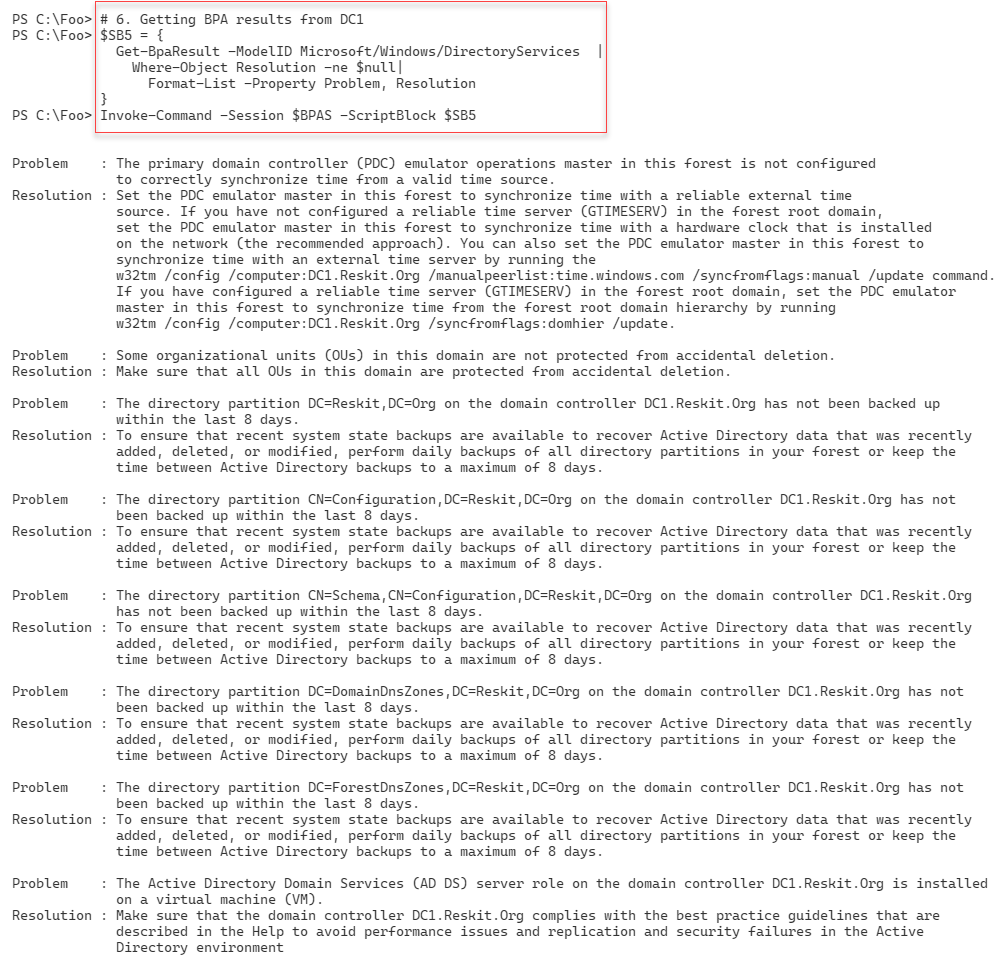 PS C:\Foo> # 6. Getting BPA results from DC1
PS C:\Foo> $SB5 = {
  Get-BpaResult -ModelID Microsoft/Windows/DirectoryServices  |
    Where-Object Resolution -ne $null|
      Format-List -Property Problem, Resolution
}
PS C:\Foo> Invoke-Command -Session $BPAS -ScriptBlock $SB5
Problem    : The primary domain controller (PDC) emulator operations master in this forest is not configured
             to correctly synchronize time from a valid time source.
Resolution : Set the PDC emulator master in this forest to synchronize time with a reliable external time
             source. If you have not configured a reliable time server (GTIMESERV) in the forest root domain,
             set the PDC emulator master in this forest to synchronize time with a hardware clock that is installed
             on the network (the recommended approach). You can also set the PDC emulator master in this forest to
             synchronize time with an external time server by running the
             w32tm /config /computer:DC1.Reskit.Org /manualpeerlist:time.windows.com /syncfromflags:manual /update command.
             If you have configured a reliable time server (GTIMESERV) in the forest root domain, set the PDC emulator
             master in this forest to synchronize time from the forest root domain hierarchy by running
             w32tm /config /computer:DC1.Reskit.Org /syncfromflags:domhier /update.
Problem    : Some organizational units (OUs) in this domain are not protected from accidental deletion.
Resolution : Make sure that all OUs in this domain are protected from accidental deletion.
Problem    : The directory partition DC=Reskit,DC=Org on the domain controller DC1.Reskit.Org has not been backed up
             within the last 8 days.
Resolution : To ensure that recent system state backups are available to recover Active Directory data that was recently
             added, deleted, or modified, perform daily backups of all directory partitions in your forest or keep the
             time between Active Directory backups to a maximum of 8 days.
Problem    : The directory partition CN=Configuration,DC=Reskit,DC=Org on the domain controller DC1.Reskit.Org has not
             been backed up within the last 8 days.
Resolution : To ensure that recent system state backups are available to recover Active Directory data that was recently
             added, deleted, or modified, perform daily backups of all directory partitions in your forest or keep the
             time between Active Directory backups to a maximum of 8 days.
Problem    : The directory partition CN=Schema,CN=Configuration,DC=Reskit,DC=Org on the domain controller DC1.Reskit.Org
             has not been backed up within the last 8 days.
Resolution : To ensure that recent system state backups are available to recover Active Directory data that was recently
             added, deleted, or modified, perform daily backups of all directory partitions in your forest or keep the
             time between Active Directory backups to a maximum of 8 days.
Problem    : The directory partition DC=DomainDnsZones,DC=Reskit,DC=Org on the domain controller DC1.Reskit.Org has not
             been backed up within the last 8 days.
Resolution : To ensure that recent system state backups are available to recover Active Directory data that was recently
             added, deleted, or modified, perform daily backups of all directory partitions in your forest or keep the
             time between Active Directory backups to a maximum of 8 days.
Problem    : The directory partition DC=ForestDnsZones,DC=Reskit,DC=Org on the domain controller DC1.Reskit.Org has not
             been backed up within the last 8 days.
Resolution : To ensure that recent system state backups are available to recover Active Directory data that was recently
             added, deleted, or modified, perform daily backups of all directory partitions in your forest or keep the
             time between Active Directory backups to a maximum of 8 days.
Problem    : The Active Directory Domain Services (AD DS) server role on the domain controller DC1.Reskit.Org is installed
             on a virtual machine (VM).
Resolution : Make sure that the domain controller DC1.Reskit.Org complies with the best practice guidelines that are
             described in the Help to avoid performance issues and replication and security failures in the Active
             Directory environment